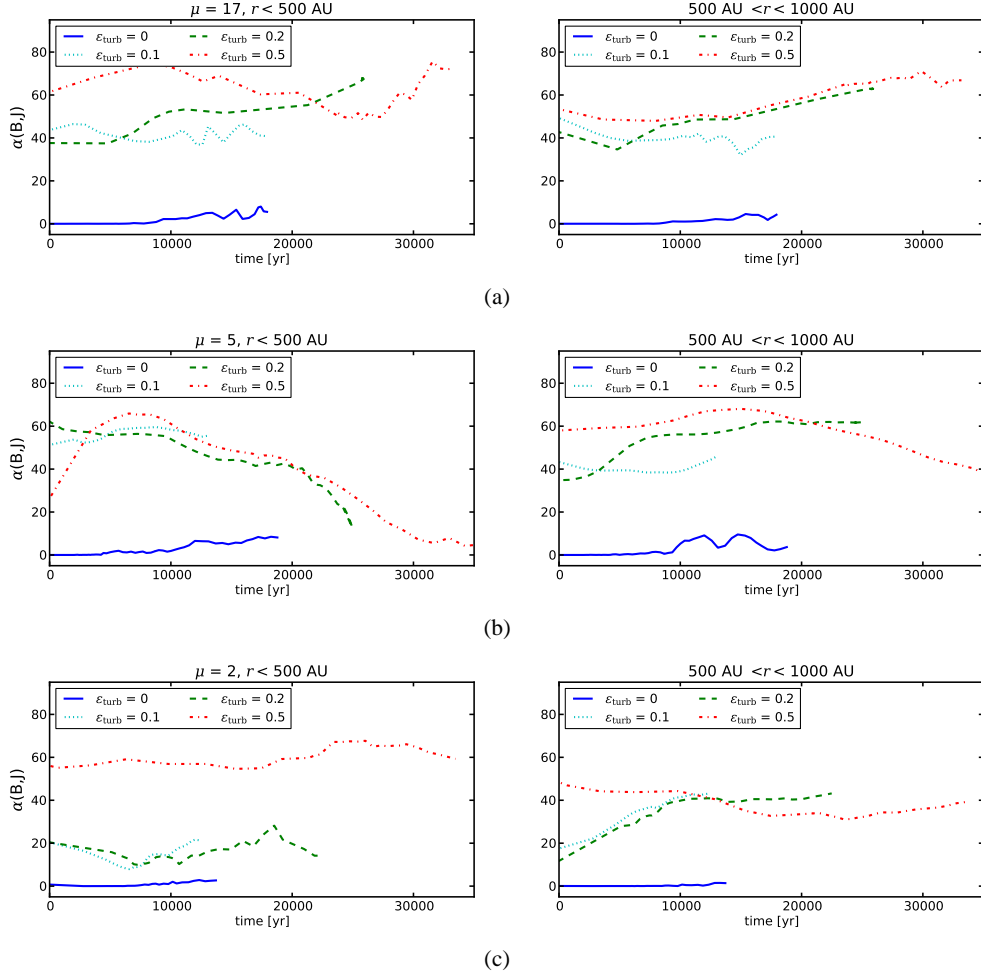 μ = 17, r < 500 AU
500 AU < r < 1000 AU
ε_turb = 0 ε_turb = 0.2
ε_turb = 0.1 ε_turb = 0.5
ε_turb = 0 ε_turb = 0.2
ε_turb = 0.1 ε_turb = 0.5
α(B,J)
80
60
40
20
0
80
60
40
20
0
0 10000 20000 30000
0 10000 20000 30000
time [yr]
time [yr]
(a)
μ = 5, r < 500 AU
500 AU < r < 1000 AU
ε_turb = 0 ε_turb = 0.2
ε_turb = 0.1 ε_turb = 0.5
ε_turb = 0 ε_turb = 0.2
ε_turb = 0.1 ε_turb = 0.5
α(B,J)
80
60
40
20
0
80
60
40
20
0
0 10000 20000 30000
0 10000 20000 30000
time [yr]
time [yr]
(b)
μ = 2, r < 500 AU
500 AU < r < 1000 AU
ε_turb = 0 ε_turb = 0.2
ε_turb = 0.1 ε_turb = 0.5
ε_turb = 0 ε_turb = 0.2
ε_turb = 0.1 ε_turb = 0.5
α(B,J)
80
60
40
20
0
80
60
40
20
0
0 10000 20000 30000
0 10000 20000 30000
time [yr]
time [yr]
(c)